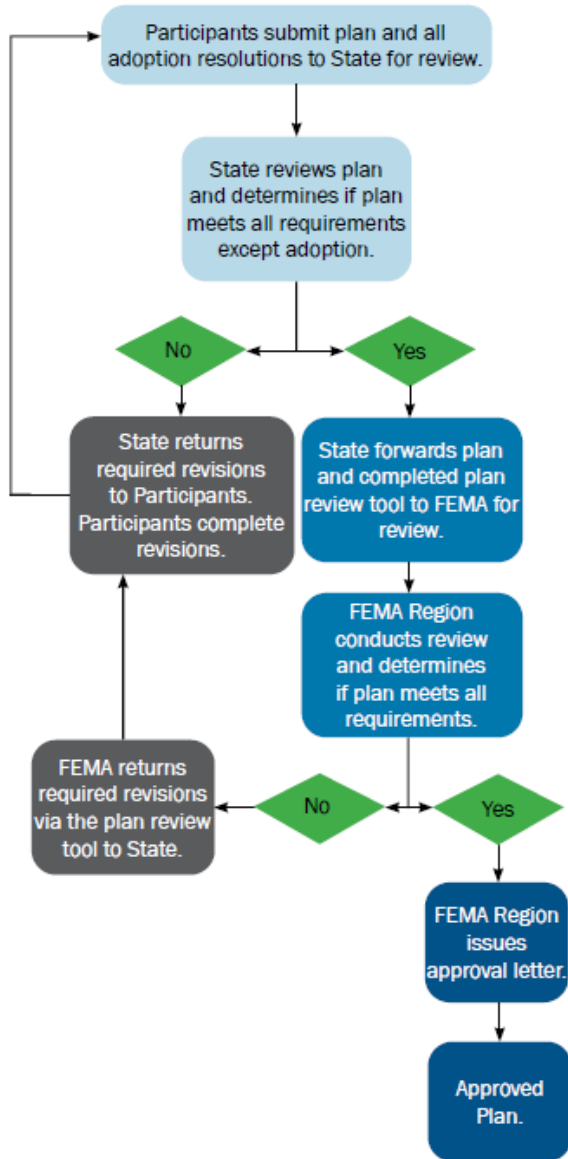 Participants submit plan and all
adoption resolutions to State for review.
State reviews plan
and determines if plan
meets all requirements
except adoption.
No
Yes
State returns
required revisions
to Participants.
Participants complete
revisions.
State forwards plan
and completed plan
review tool to FEMA for
review.
FEMA Region
conducts review
and determines
if plan meets all
requirements.
FEMA returns
required revisions
via the plan review
tool to State.
No
Yes
FEMA Region
issues
approval letter.
Approved
Plan.